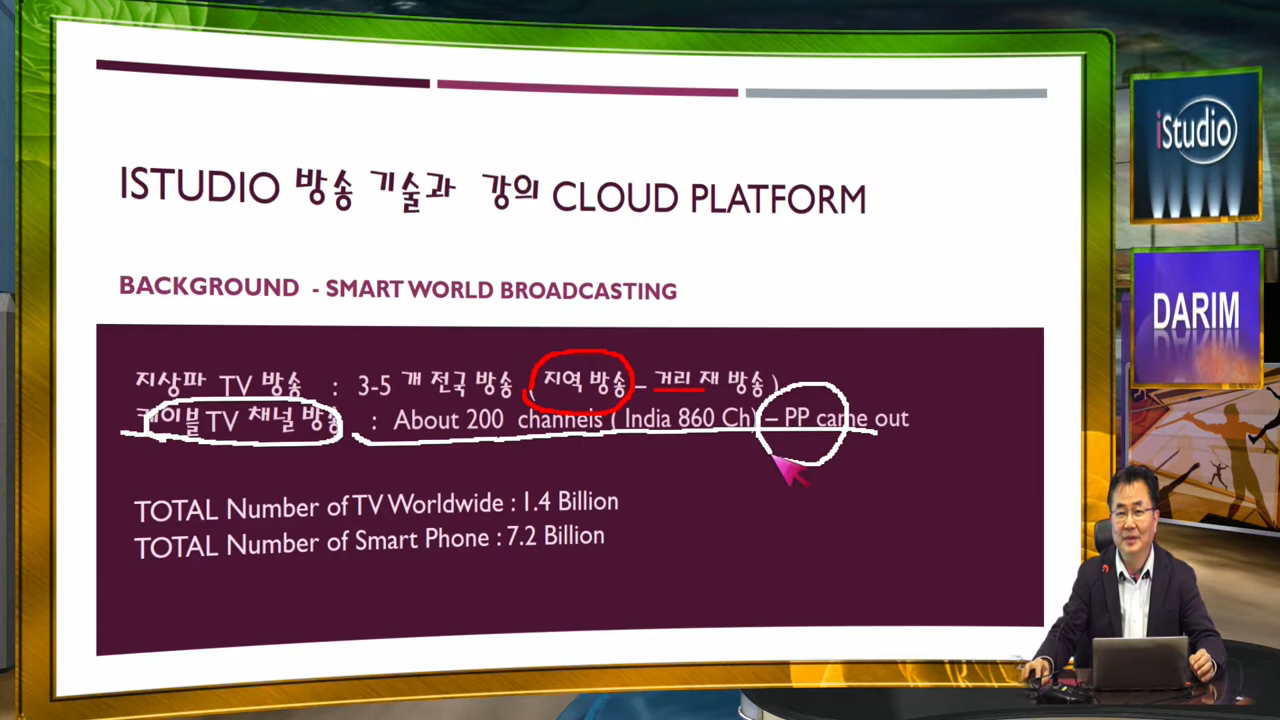 ISTUDIO 방송 기술과 강의 CLOUD PLATFORM
BACKGROUND - SMART WORLD BROADCASTING
지상파 TV 방송 : 3-5 개 전국 방송 ( 지역 방송 – 거리 재 방송 )
케이블 TV 채널 방송 : About 200 channels ( India 860 Ch) – PP came out
TOTAL Number of TV Worldwide : 1.4 Billion
TOTAL Number of Smart Phone : 7.2 Billion
iStudio
DARIM